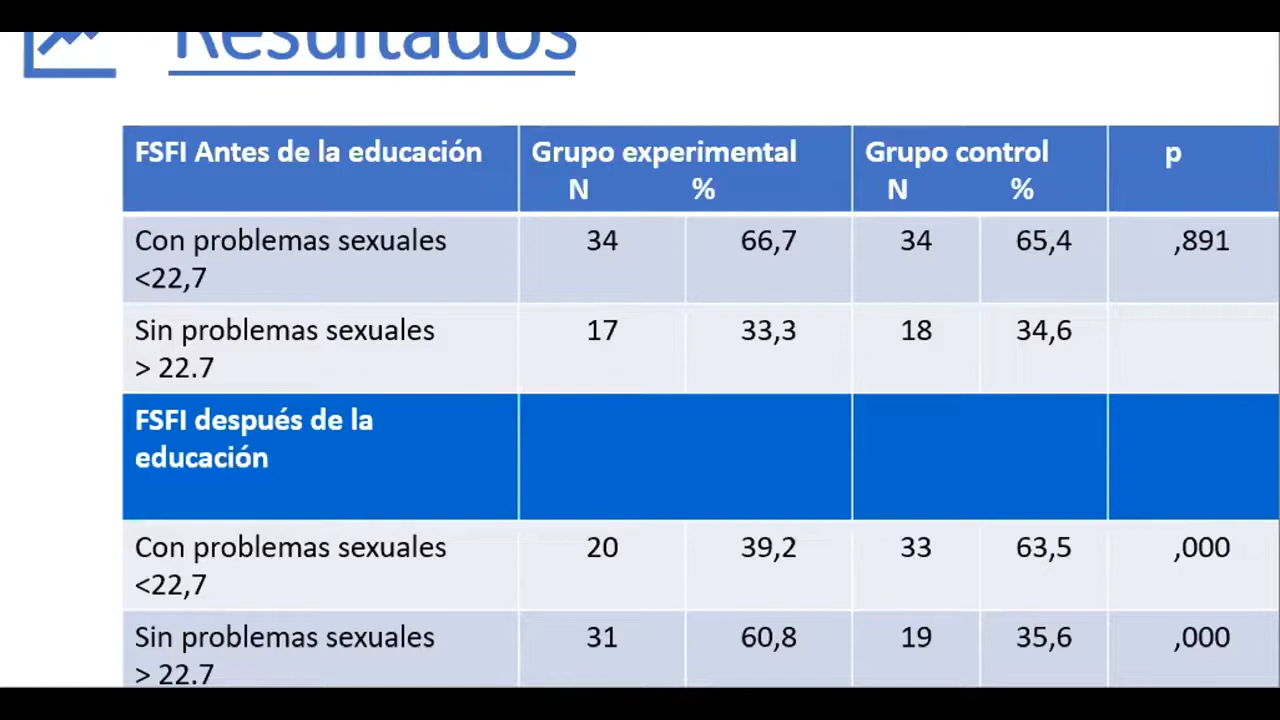 Resultados
FSFI Antes de la educación Grupo experimental Grupo control p
N % N %
Con problemas sexuales 34 66,7 34 65,4 ,891
<22,7
Sin problemas sexuales 17 33,3 18 34,6
> 22.7
FSFI después de la
educación
Con problemas sexuales 20 39,2 33 63,5 ,000
<22,7
Sin problemas sexuales 31 60,8 19 35,6 ,000
> 22.7